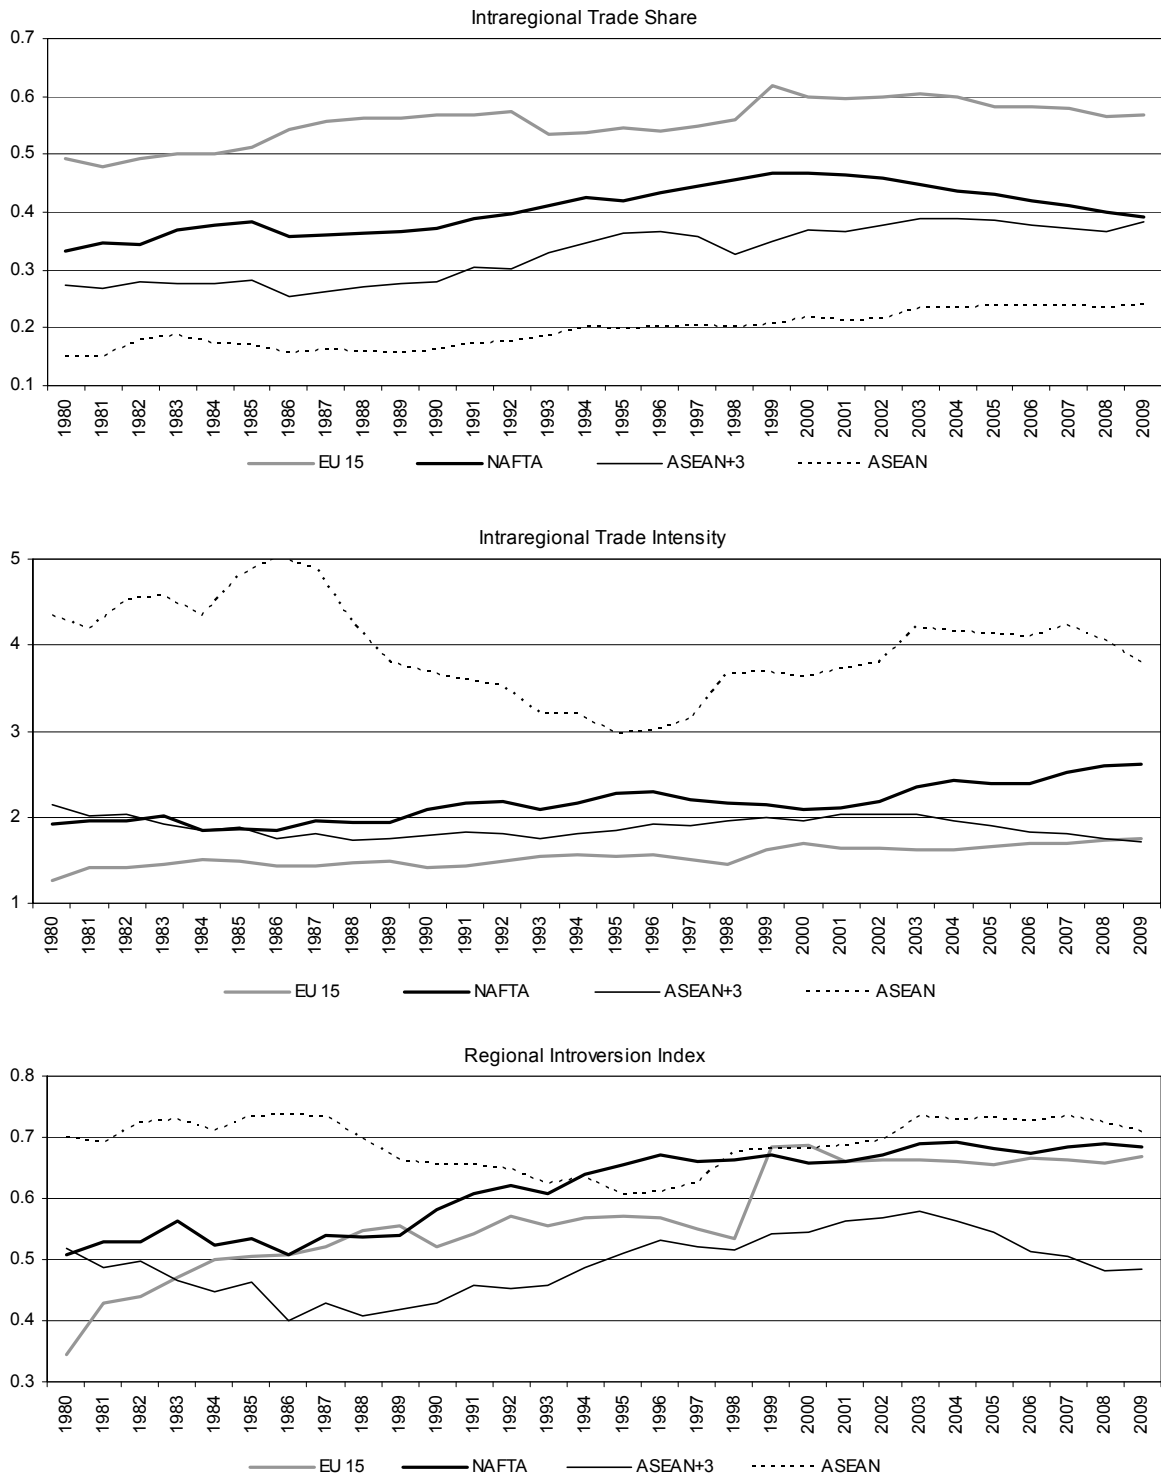 Intraregional Trade Share
0.7
0.6
0.5
0.4
0.3
0.2
0.1
1980 1981 1982 1983 1984 1985 1986 1987 1988 1989 1990 1991 1992 1993 1994 1995 1996 1997 1998 1999 2000 2001 2002 2003 2004 2005 2006 2007 2008 2009
EU 15 NAFTA ASEAN+3 ASEAN
Intraregional Trade Intensity
5
4
3
2
1
1980 1981 1982 1983 1984 1985 1986 1987 1988 1989 1990 1991 1992 1993 1994 1995 1996 1997 1998 1999 2000 2001 2002 2003 2004 2005 2006 2007 2008 2009
EU 15 NAFTA ASEAN+3 ASEAN
Regional Introversion Index
0.8
0.7
0.6
0.5
0.4
0.3
1980 1981 1982 1983 1984 1985 1986 1987 1988 1989 1990 1991 1992 1993 1994 1995 1996 1997 1998 1999 2000 2001 2002 2003 2004 2005 2006 2007 2008 2009
EU 15 NAFTA ASEAN+3 ASEAN